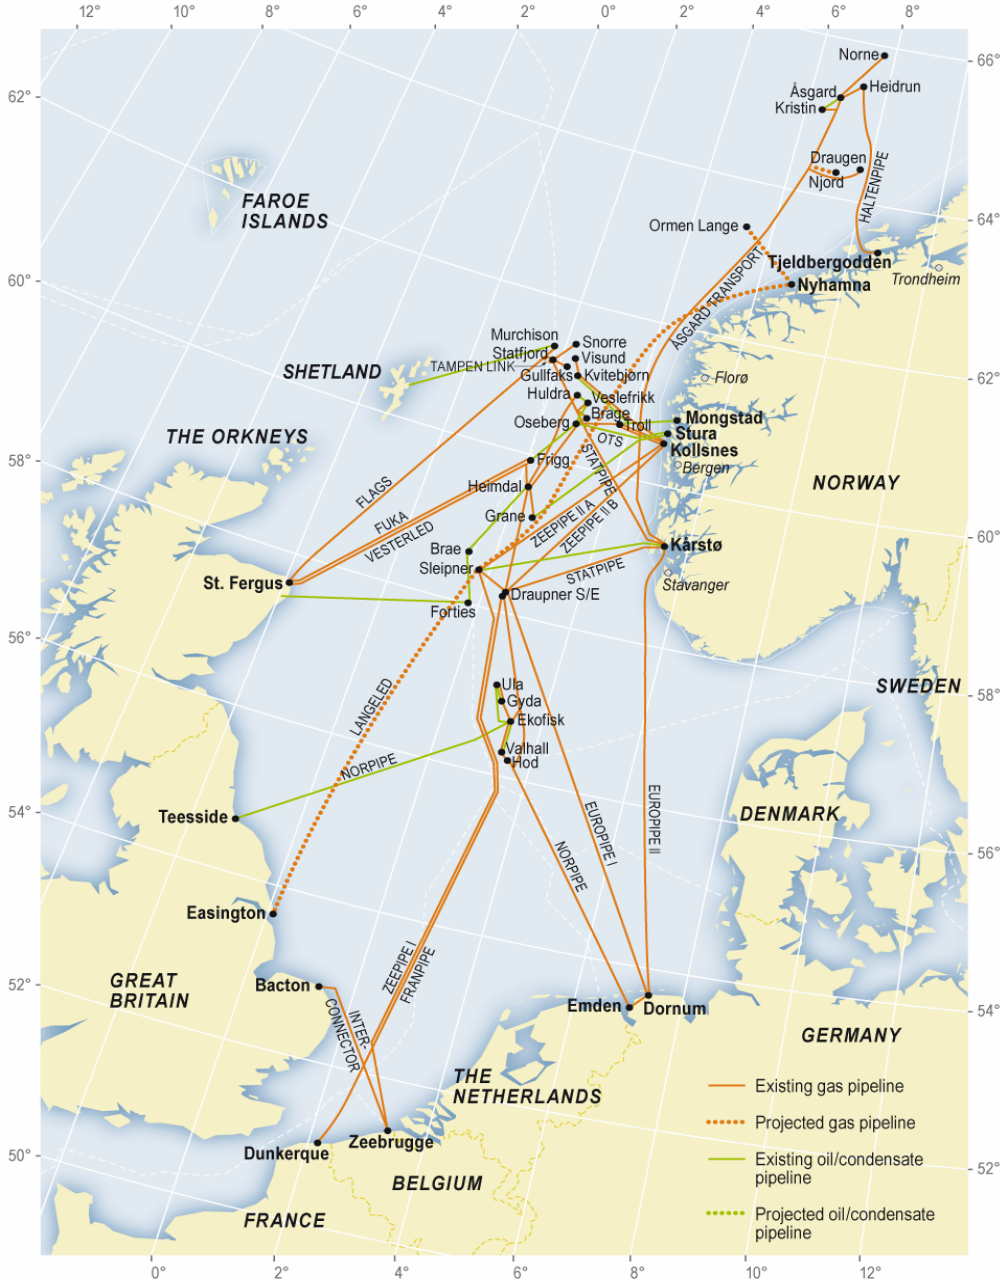 12°
10°
8°
6°
4°
2°
0°
2°
4°
6°
8°
66°
Norne
Åsgard
Heidrun
Kristin
62°
Draugen
Njord
HALTENPIPE
FAROE
ISLANDS
Ormen Lange
64°
Tjeldbergodden
Trondheim
Nyhamna
60°
ÅSGARD TRANSPORT
Murchison
Snorre
Statfjord
Visund
TAMPEN LINK
Gullfaks
Kvitebjørn
SHETLAND
Florø
62°
Huldra
Veslefrikk
Brage
Oseberg
Troll
Mongstad
Stura
OTS
Kollsnes
Bergen
THE ORKNEYS
58°
Frigg
STATPIPE
Heimdal
NORWAY
FLAGS
Grane
FUKA
VESTERLED
ZEEPIPE II A
ZEEPIPE II B
60°
Brae
Kårstø
Sleipner
St. Fergus
STATPIPE
Stavanger
Draupner S/E
Forties
56°
Ula
Gyda
SWEDEN
58°
LANGELED
Ekofisk
Valhall
Hod
NORPIPE
54°
Teesside
EUROPIPE II
EUROPIPE I
DENMARK
NORPIPE
56°
Easington
ZEEPIPE I
FRANPIPE
GREAT
BRITAIN
52°
Bacton
INTER-
CONNECTOR
Emden
Dornum
54°
GERMANY
THE
NETHERLANDS
Existing gas pipeline
Projected gas pipeline
Zeebrugge
Dunkerque
50°
Existing oil/condensate
pipeline
52°
BELGIUM
FRANCE
Projected oil/condensate
pipeline
0°
2°
4°
6°
8°
10°
12°